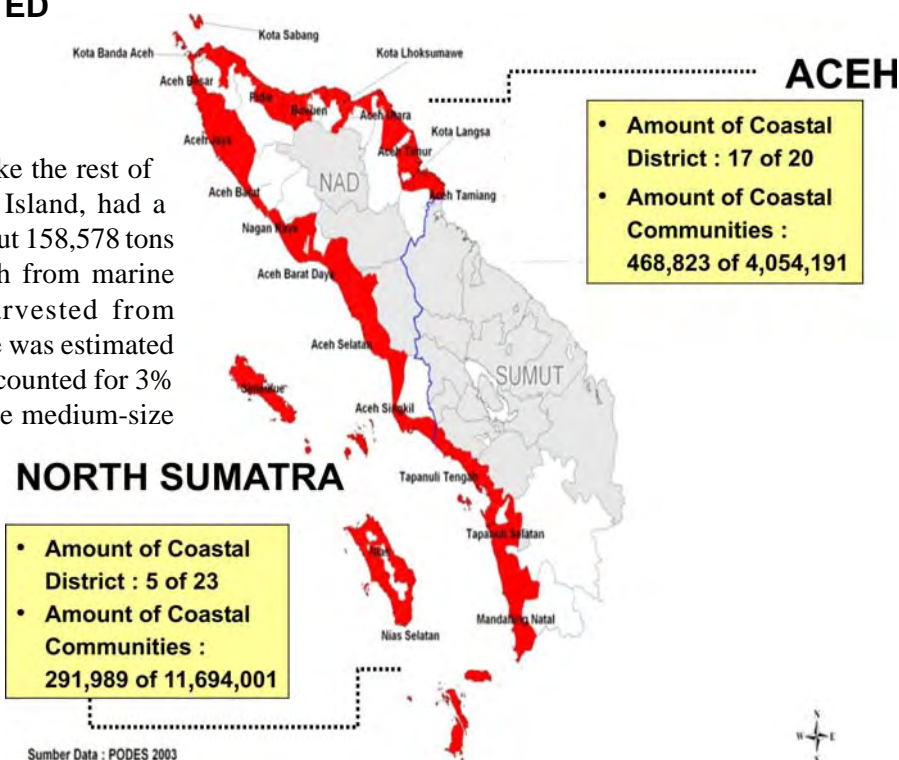 TED
Kota Sabang
Kota Banda Aceh
Kota Lhoksumawe
ACEH
Aceh Besar
Pidie
Bireuen
Aceh Utara
Kota Langsa
Aceh Jaya
Aceh Timur
NAD
Aceh Barat
Aceh Tamiang
Nagan Raya
Aceh Barat Daya
Aceh Selatan
SUMUT
Simeulue
Aceh Singkil
Tapanuli Tengah
Tapanuli Selatan
Nias
Mandailing Natal
Nias Selatan
• Amount of Coastal
District : 17 of 20
• Amount of Coastal
Communities :
468,823 of 4,054,191
ke the rest of
Island, had a
ut 158,578 tons
h from marine
rvested from
e was estimated
counted for 3%
e medium-size
NORTH SUMATRA
• Amount of Coastal
District : 5 of 23
• Amount of Coastal
Communities :
291,989 of 11,694,001
Sumber Data : PODES 2003
N
W
E
S